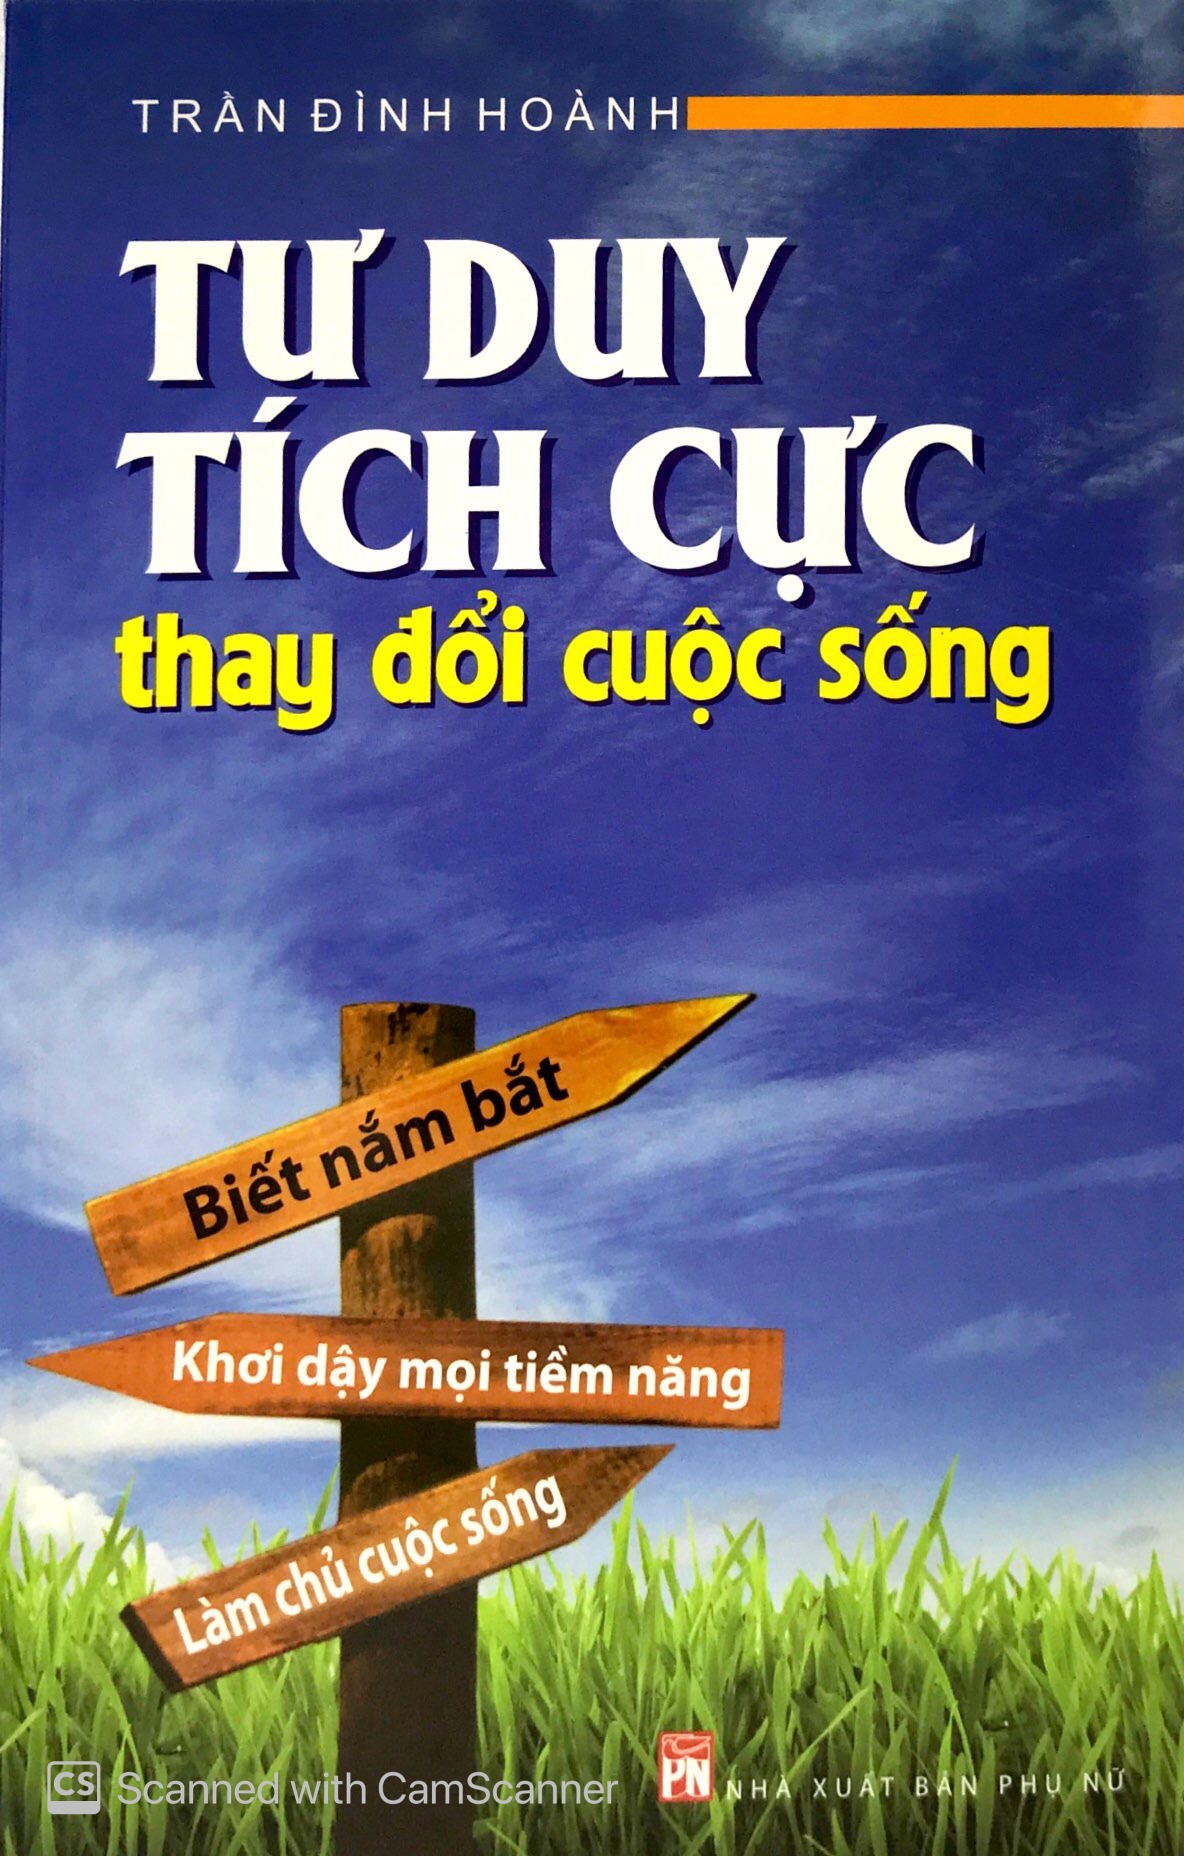 TRẦN ĐÌNH HOÀNH
TƯ DUY
TÍCH CỰC
thay đổi cuộc sống
Biết nắm bắt
Khơi dậy mọi tiềm năng
Làm chủ cuộc sống
PN NHÀ XUẤT BẢN PHỤ NỮ
CS Scanned with CamScanner